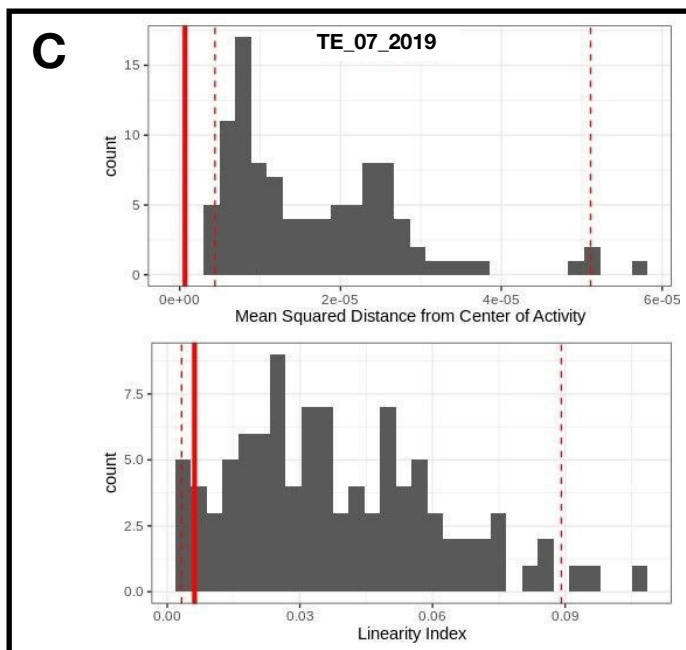 C
TE_07_2019
count
15
10
5
0
0e+00 2e-05 4e-05 6e-05
Mean Squared Distance from Center of Activity
count
7.5
5.0
2.5
0.0
0.00 0.03 0.06 0.09
Linearity Index